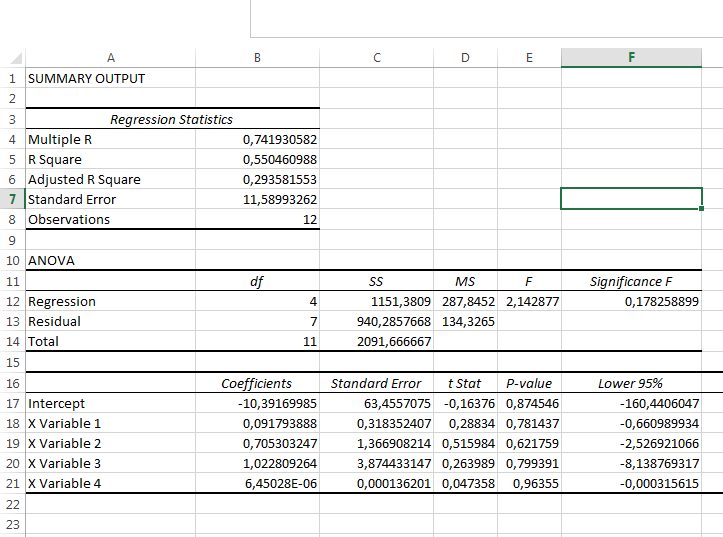 A B C D E F
1 SUMMARY OUTPUT
2
3 Regression Statistics
4 Multiple R 0,741930582
5 R Square 0,550460988
6 Adjusted R Square 0,293581553
7 Standard Error 11,58993262
8 Observations 12
9
10 ANOVA
11 df SS MS F Significance F
12 Regression 4 1151,3809 287,8452 2,142877 0,178258899
13 Residual 7 940,2857668 134,3265
14 Total 11 2091,666667
15
16 Coefficients Standard Error t Stat P-value Lower 95%
17 Intercept -10,39169985 63,4557075 -0,16376 0,874546 -160,4406047
18 X Variable 1 0,091793888 0,318352407 0,28834 0,781437 -0,660989934
19 X Variable 2 0,705303247 1,366908214 0,515984 0,621759 -2,526921066
20 X Variable 3 1,022809264 3,874433147 0,263989 0,799391 -8,138769317
21 X Variable 4 6,45028E-06 0,000136201 0,047358 0,96355 -0,000315615
22
23